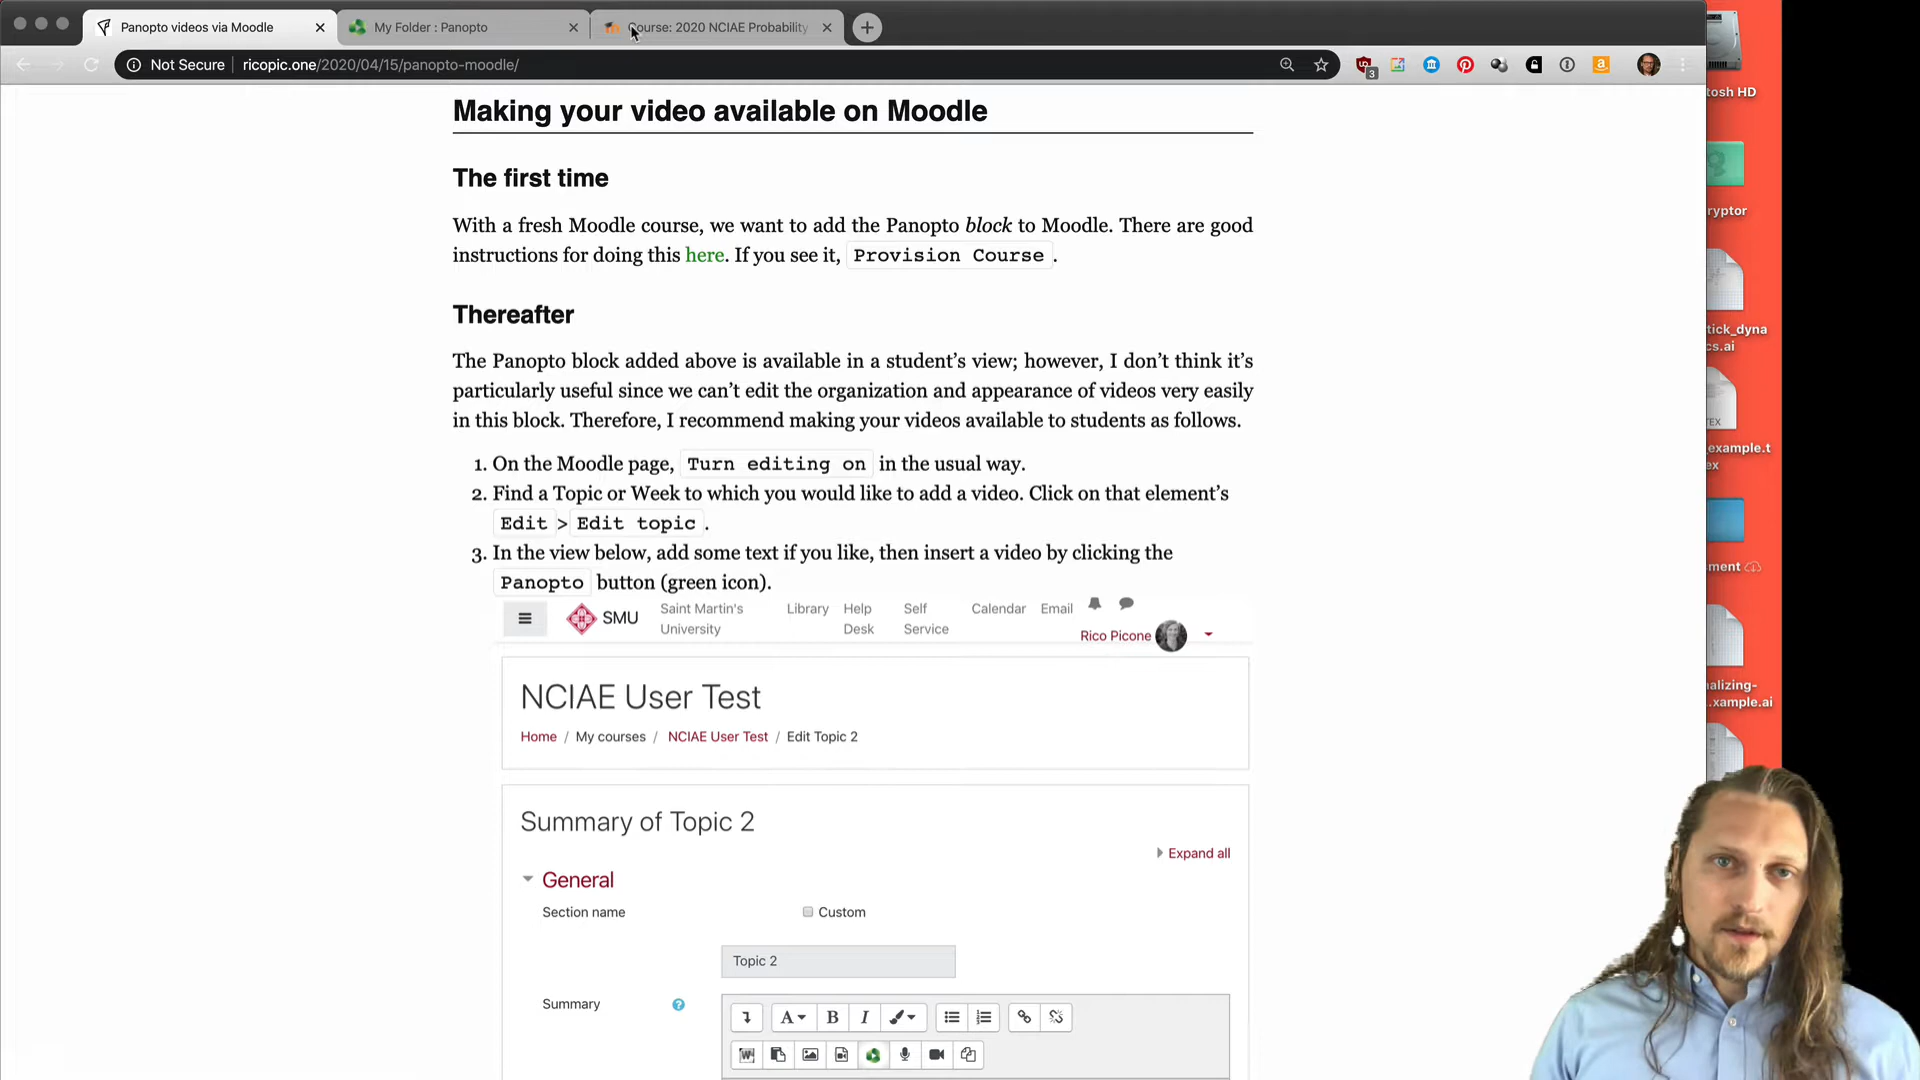 Panopto videos via Moodle
My Folder : Panopto
Course: 2020 NCIAE Probability
Not Secure
ricopic.one/2020/04/15/panopto-moodle/
3
tosh HD
Making your video available on Moodle
The first time
ryptor
With a fresh Moodle course, we want to add the Panopto block to Moodle. There are good
instructions for doing this here. If you see it, Provision Course.
Thereafter
tick_dyna
cs.ai
The Panopto block added above is available in a student's view; however, I don't think it's
particularly useful since we can't edit the organization and appearance of videos very easily
in this block. Therefore, I recommend making your videos available to students as follows.
TEX
_example.t
ex
1. On the Moodle page, Turn editing on in the usual way.
2. Find a Topic or Week to which you would like to add a video. Click on that element's
Edit > Edit topic.
3. In the view below, add some text if you like, then insert a video by clicking the
Panopto button (green icon).
ment
SMU
Saint Martin's
University
Library
Help
Desk
Self
Service
Calendar
Email
Rico Picone
NCIAE User Test
alizing-
.xample.ai
Home / My courses / NCIAE User Test / Edit Topic 2
Summary of Topic 2
Expand all
General
Section name
Custom
Topic 2
Summary
?
A
B
I
W